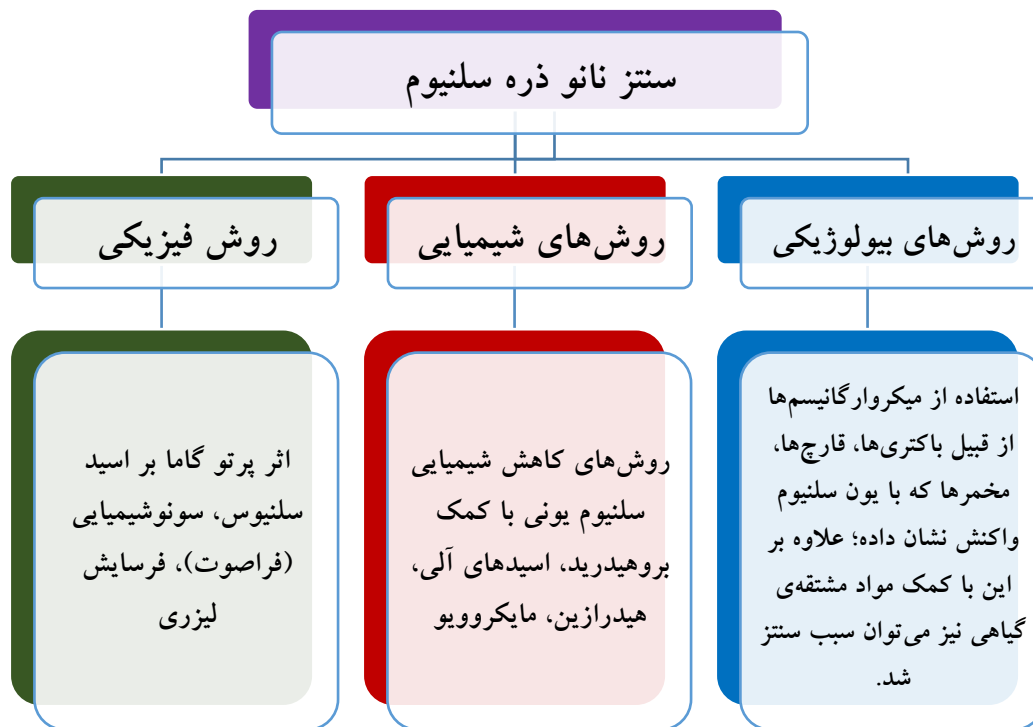 سنتز نانو ذره سلنیوم
روش‌های بیولوژیکی
روش‌های شیمیایی
روش فیزیکی
استفاده از میکروارگانیسم‌ها
از قبیل باکتری‌ها، قارچ‌ها،
مخمرها که با یون سلنیوم
واکنش نشان داده؛ علاوه بر
این با کمک مواد مشتقه‌ی
گیاهی نیز می‌توان سبب سنتز
شد.
روش‌های کاهش شیمیایی
سلنیوم یونی با کمک
بروهیدرید، اسیدهای آلی،
هیدرازین، مایکروویو
اثر پرتو گاما بر اسید
سلنیوس، سونوشیمیایی
(فراصوت)، فرسایش
لیزری